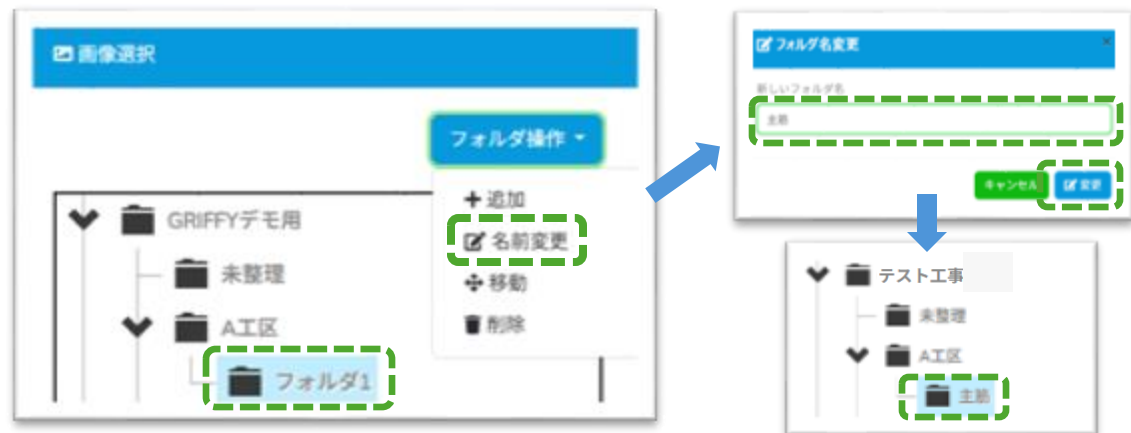 画像選択
フォルダ操作
追加
名前変更
移動
削除
GRIFFYデモ用
未整理
A工区
フォルダ1
フォルダ名変更
×
新しいフォルダ名
主筋
キャンセル
変更
テスト工事
未整理
A工区
主筋